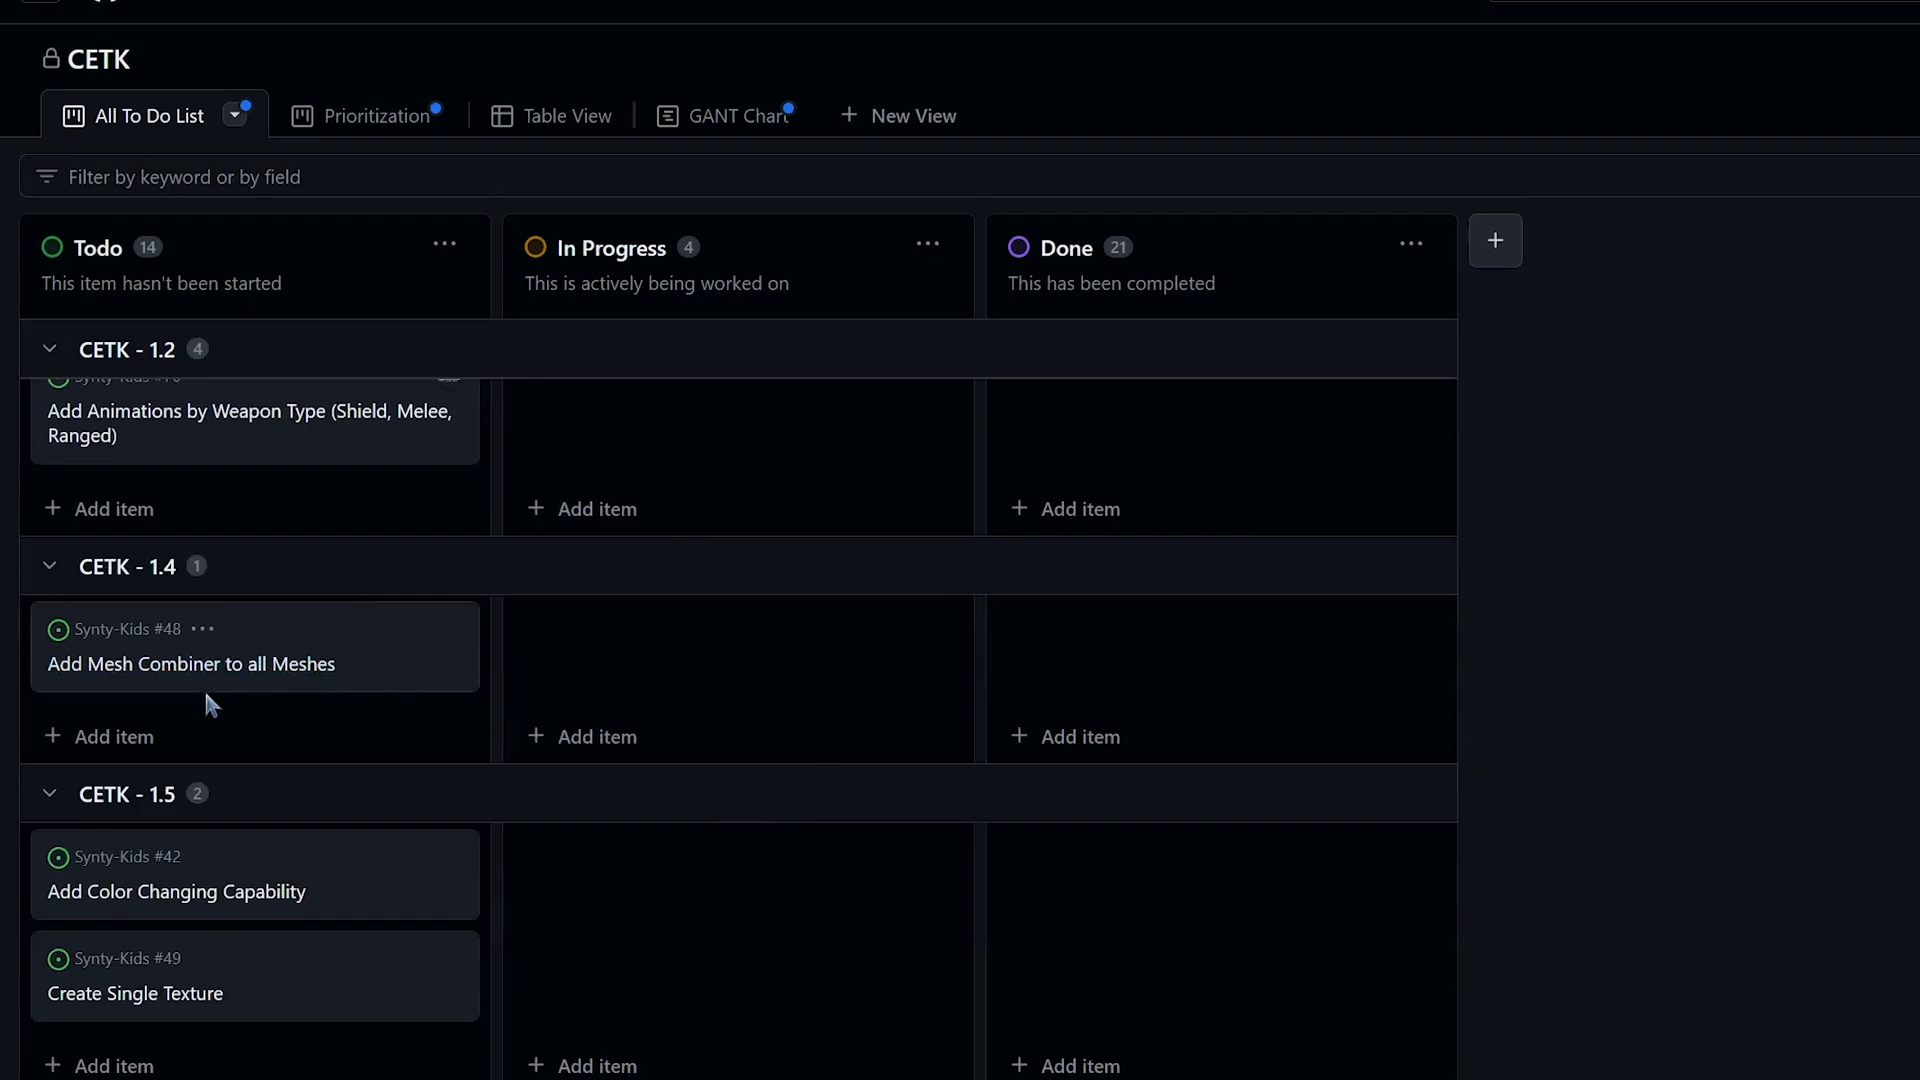 CETK
All To Do List
Prioritization
Table View
GANT Chart
+ New View
Filter by keyword or by field
Todo 14
This item hasn't been started
In Progress 4
This is actively being worked on
Done 21
This has been completed
+
CETK - 1.2 4
Add Animations by Weapon Type (Shield, Melee,
Ranged)
+ Add item
+ Add item
+ Add item
CETK - 1.4 1
Synty-Kids #48 ...
Add Mesh Combiner to all Meshes
+ Add item
+ Add item
+ Add item
CETK - 1.5 2
Synty-Kids #42
Add Color Changing Capability
Synty-Kids #49
Create Single Texture
+ Add item
+ Add item
+ Add item